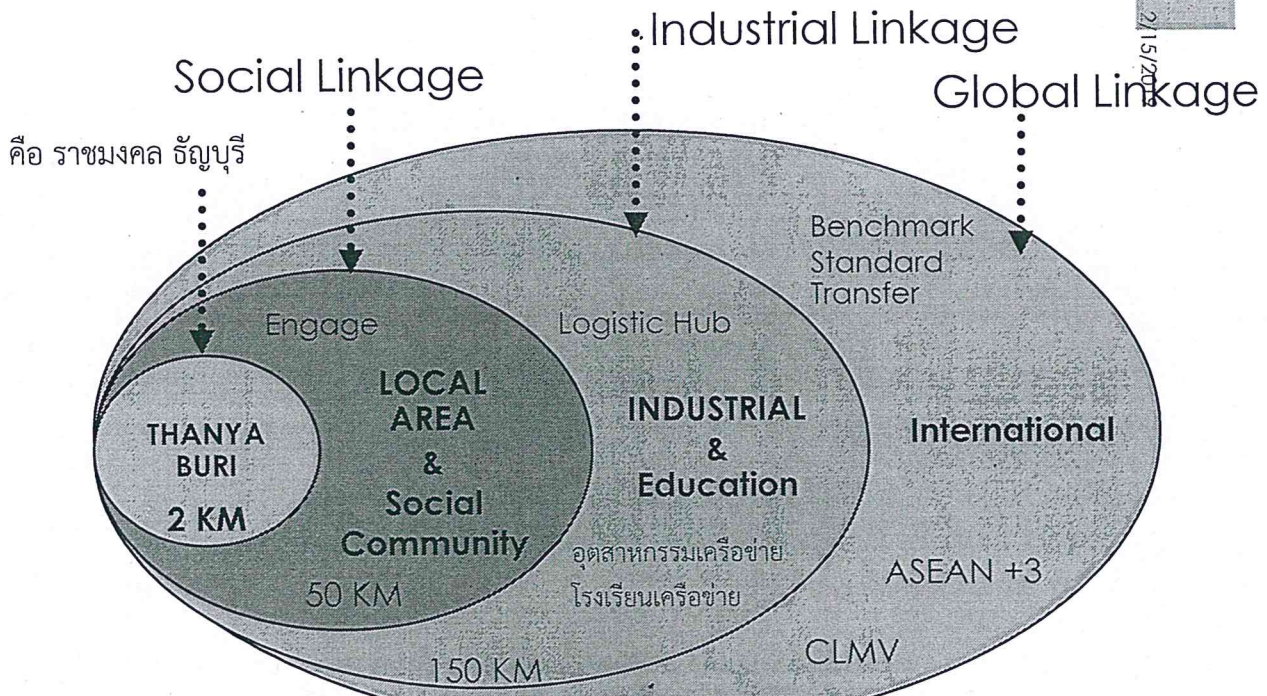 Industrial Linkage
Social Linkage
Global Linkage
คือ ราชมงคล ธัญบุรี
Benchmark
Standard
Transfer
Engage
Logistic Hub
LOCAL
AREA
&
Social
Community
INDUSTRIAL
&
Education
International
THANYA
BURI
2 KM
อุตสาหกรรมเครือข่าย
โรงเรียนเครือข่าย
ASEAN +3
50 KM
CLMV
150 KM